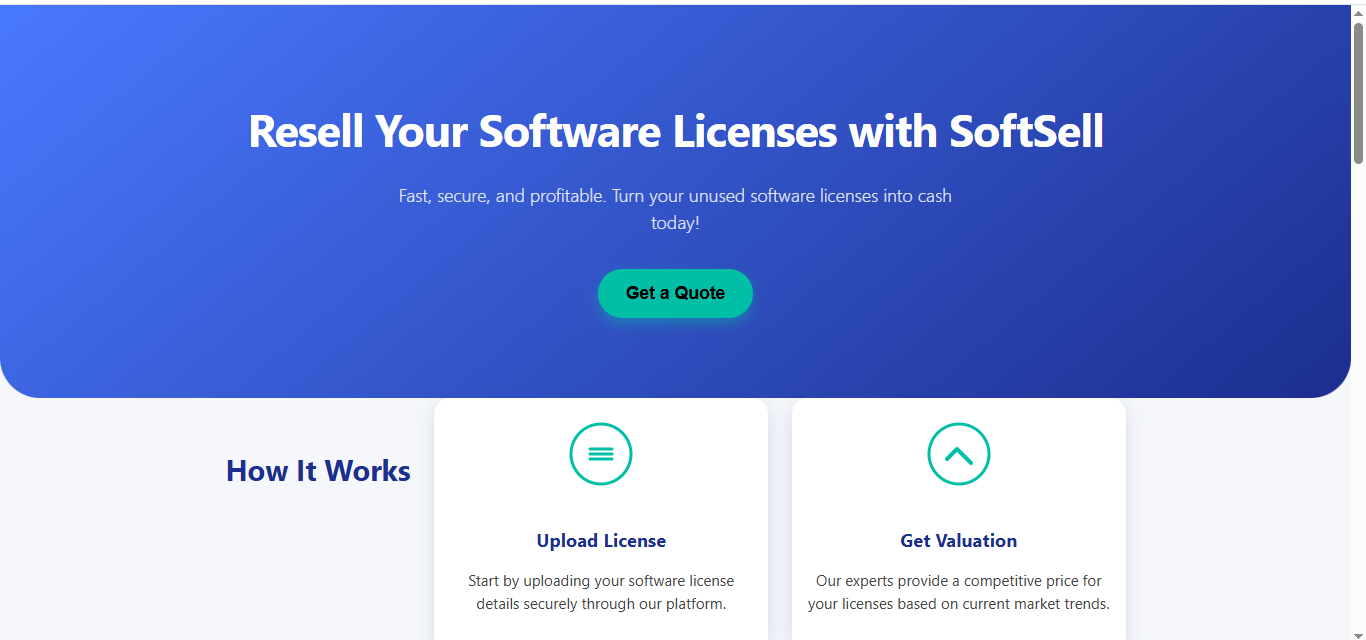 Resell Your Software Licenses with SoftSell
Fast, secure, and profitable. Turn your unused software licenses into cash
today!
Get a Quote
How It Works
Upload License
Start by uploading your software license
details securely through our platform.
Get Valuation
Our experts provide a competitive price for
your licenses based on current market trends.